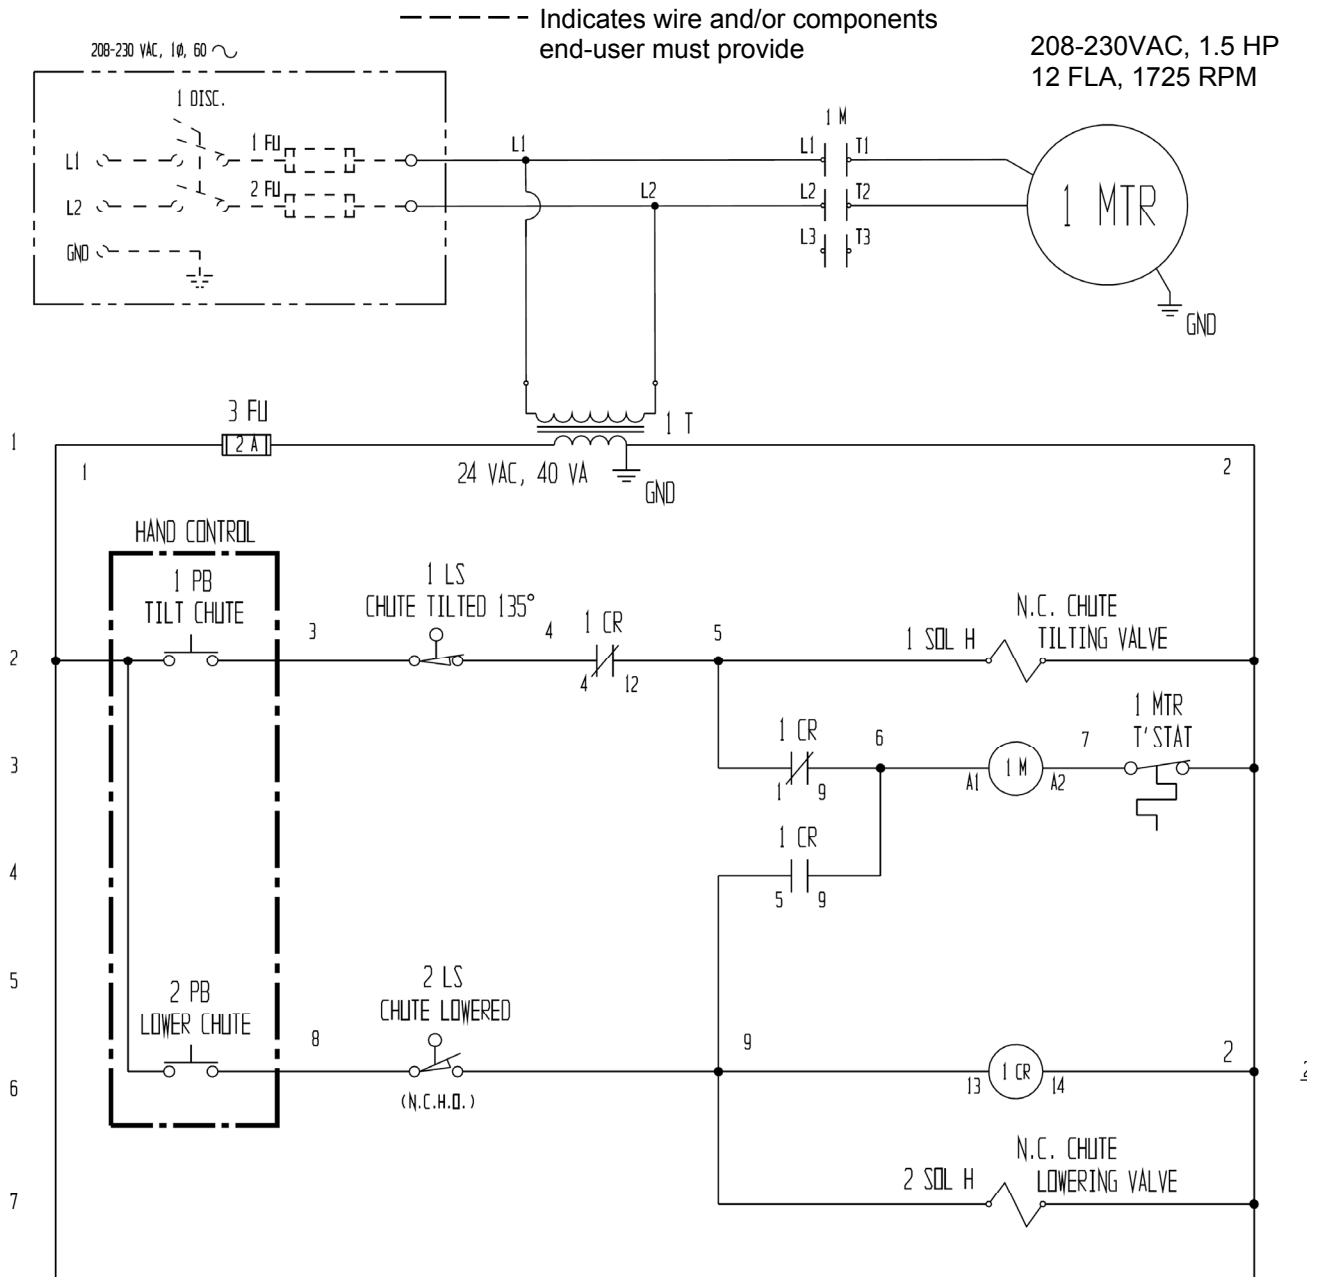 Indicates wire and/or components
end-user must provide
208-230VAC, 1.5 HP
12 FLA, 1725 RPM
208-230 VAC, 1Ø, 60
1 DISC.
L1
1 FU
L2
2 FU
GND
L1
L2
1 M
L1 T1
L2 T2
L3 T3
1 MTR
GND
3 FU
1 T
1
2 A
1
24 VAC, 40 VA
GND
2
HAND CONTROL
1 PB
TILT CHUTE
1 LS
CHUTE TILTED 135°
1 CR
N.C. CHUTE
TILTING VALVE
2
3
4
5
1 SOL H
4 12
1 MTR
T'STAT
1 CR
3
6
7
1 M
A1 A2
1 9
1 CR
4
5 9
5
2 PB
LOWER CHUTE
2 LS
CHUTE LOWERED
8
9
2
6
1 CR
13 14
(N.C.H.O.)
N.C. CHUTE
LOWERING VALVE
2 SOL H
7